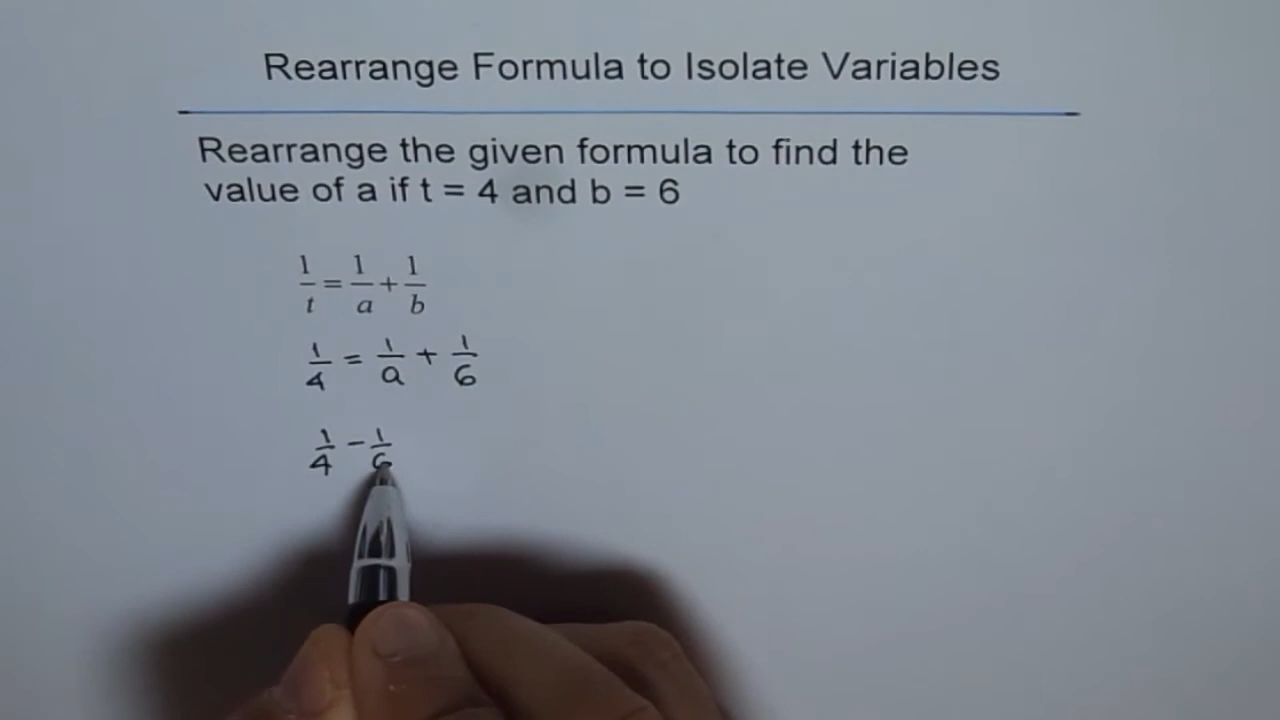 Rearrange Formula to Isolate Variables
Rearrange the given formula to find the
value of a if t = 4 and b = 6
1/t = 1/a + 1/b
1/4 = 1/a + 1/6
1/4 - 1/6